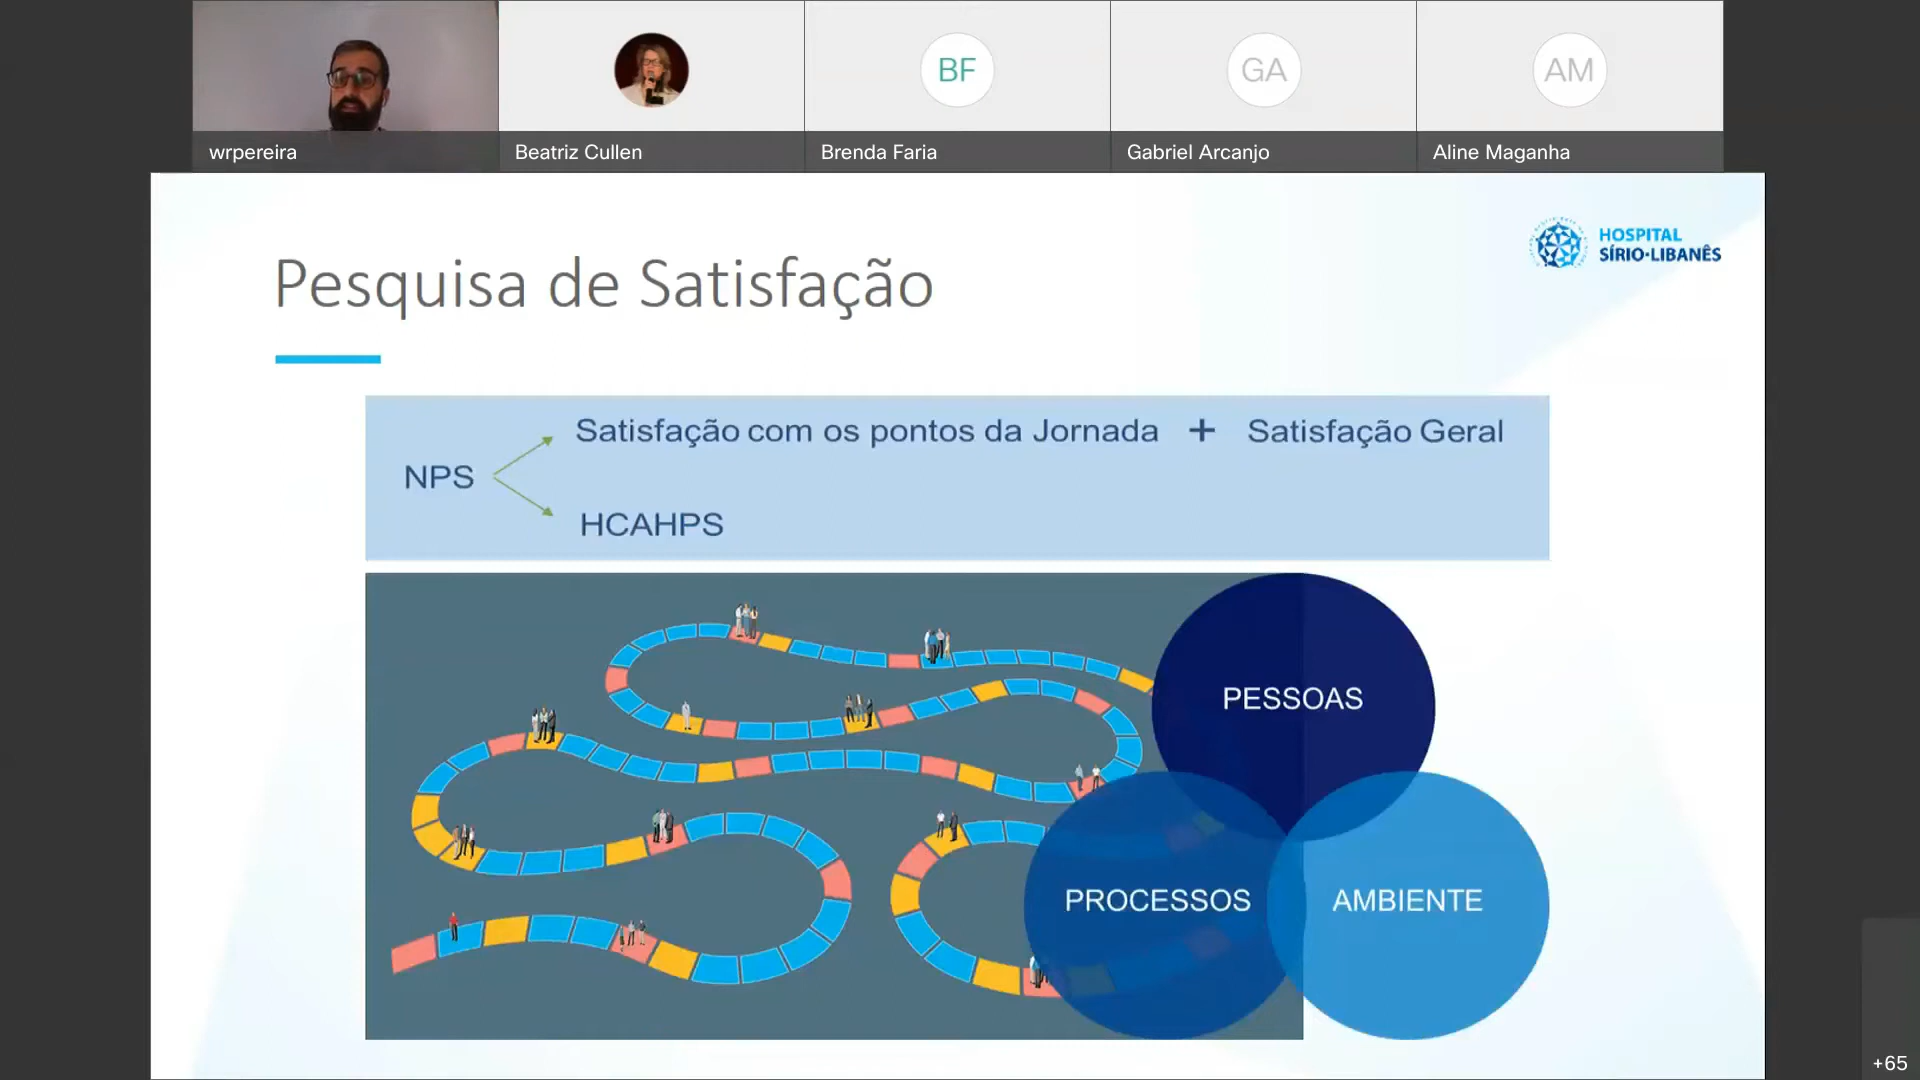 BF
GA
AM
wrpereira
Beatriz Cullen
Brenda Faria
Gabriel Arcanjo
Aline Maganha
HOSPITAL
SÍRIO•LIBANÊS
Pesquisa de Satisfação
Satisfação com os pontos da Jornada + Satisfação Geral
NPS
HCAHPS
PESSOAS
PROCESSOS
AMBIENTE
+65